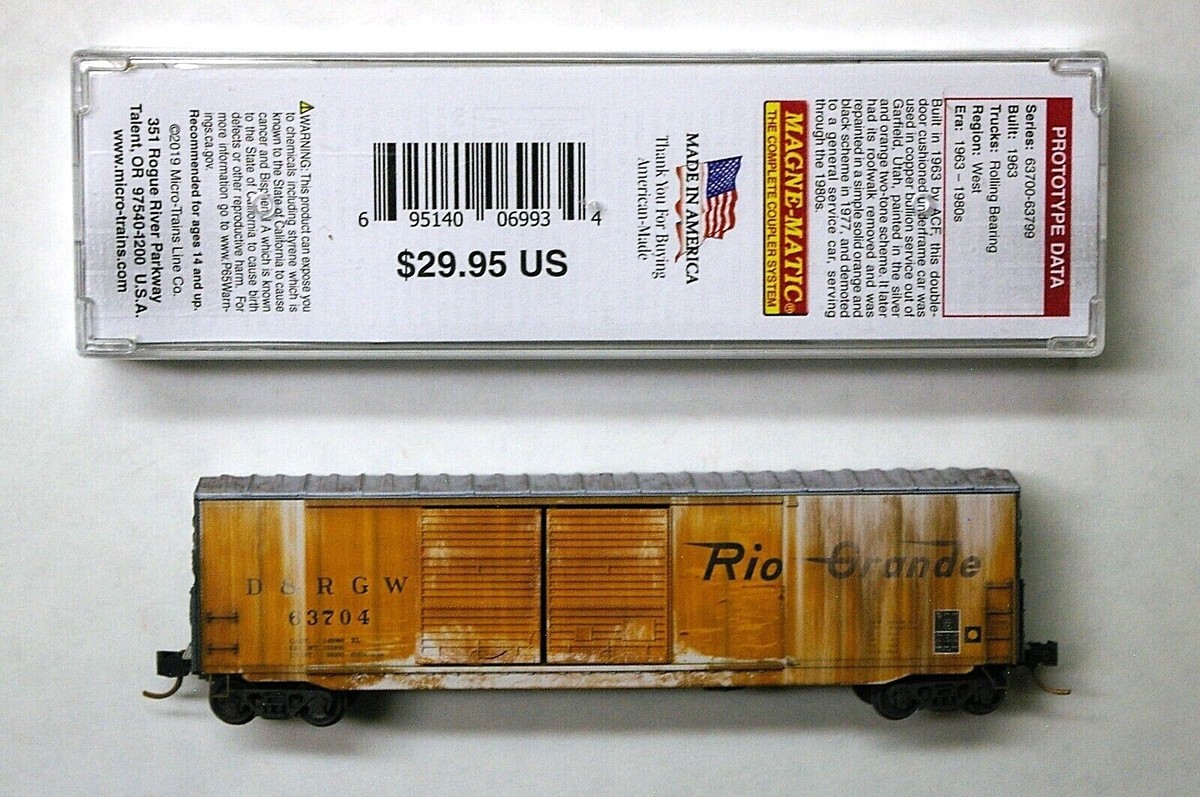 PROTOTYPE DATA
Series: 63700-63799
Built: 1963
Trucks: Rolling Bearing
Region: West
Era: 1963 – 1980s
Built in 1963 by ACF, this double-
door cushioned underframe car was
used in copper bullion service out of
Garfield, Utah, painted in the silver
and orange two-tone scheme. It later
had its roofwalk removed and was
repainted in a simple solid orange and
black scheme in 1977, and demoted
to a general service car, serving
through the 1980s.
MAGNE-MATIC®
THE COMPLETE COUPLER SYSTEM
MADE IN AMERICA
Thank You For Buying
American-Made
6 95140 06993 4
$29.95 US
⚠WARNING: This product can expose you
to chemicals including styrene which is
known to the State of California to cause
cancer and Bisphenol A which is known
to the State of California to cause birth
defects or other reproductive harm. For
more information go to www.P65Warn-
ings.ca.gov.
Recommended for ages 14 and up.
©2019 Micro-Trains Line Co.
351 Rogue River Parkway
Talent, OR 97540-1200 U.S.A.
www.micro-trains.com
D & R G W
63704
Rio Grande